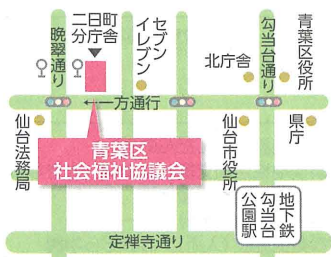 二日町
分庁舎
セブン
イレブン
北庁舎
青葉区役所
晩翠通り
勾当台通り
←一方通行
仙台法務局
青葉区
社会福祉協議会
仙台市役所
県庁
地下鉄
勾当台
公園駅
定禅寺通り